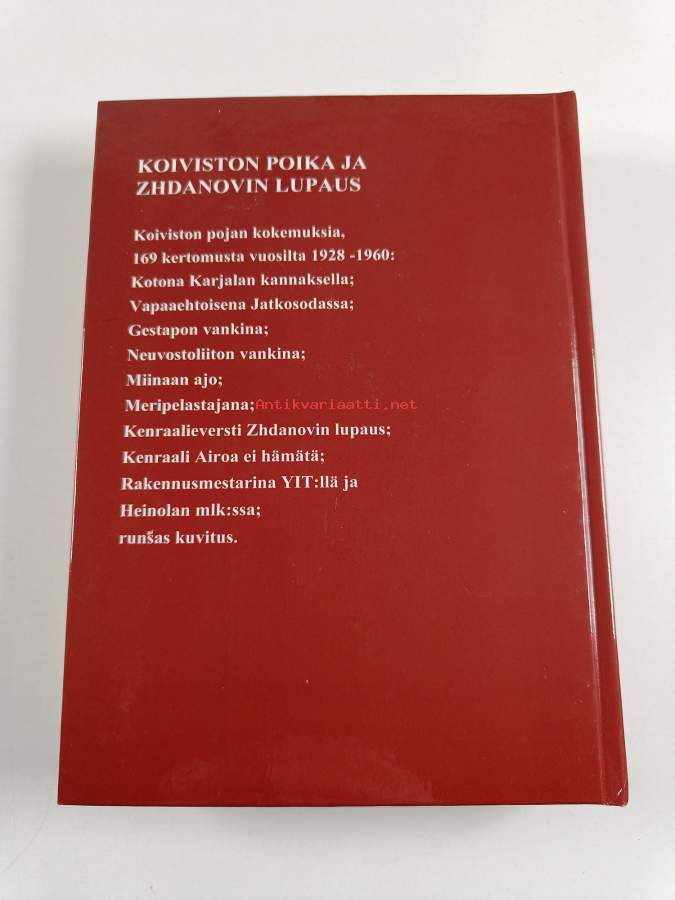 KOIVISTON POIKA JA
ZHDANOVIN LUPAUS
Koiviston pojan kokemuksia,
169 kertomusta vuosilta 1928 -1960:
Kotona Karjalan kannaksella;
Vapaaehtoisena Jatkosodassa;
Gestapon vankina;
Neuvostoliiton vankina;
Miinaan ajo;
Meripelastajana;
Antikvariaatti.net
Kenraalieversti Zhdanovin lupaus;
Kenraali Airoa ei hämätä;
Rakennusmestarina YIT:llä ja
Heinolan mlk:ssa;
runšas kuvitus.